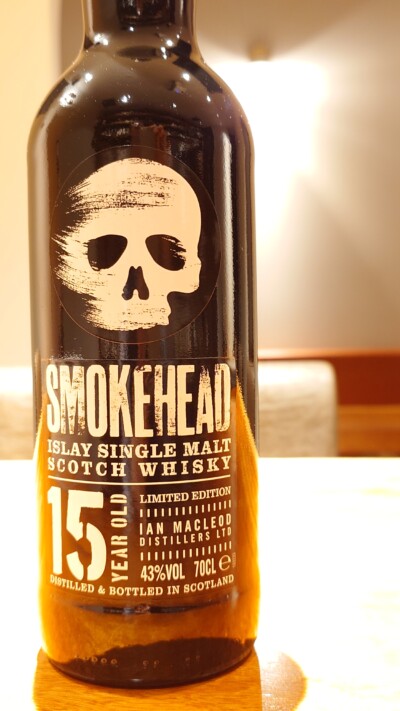 SMOKEHEAD
ISLAY SINGLE MALT
SCOTCH WHISKY
15
YEAR OLD
LIMITED EDITION
IAN MACLEOD
DISTILLERS LTD
43%VOL 70CL e
DISTILLED & BOTTLED IN SCOTLAND